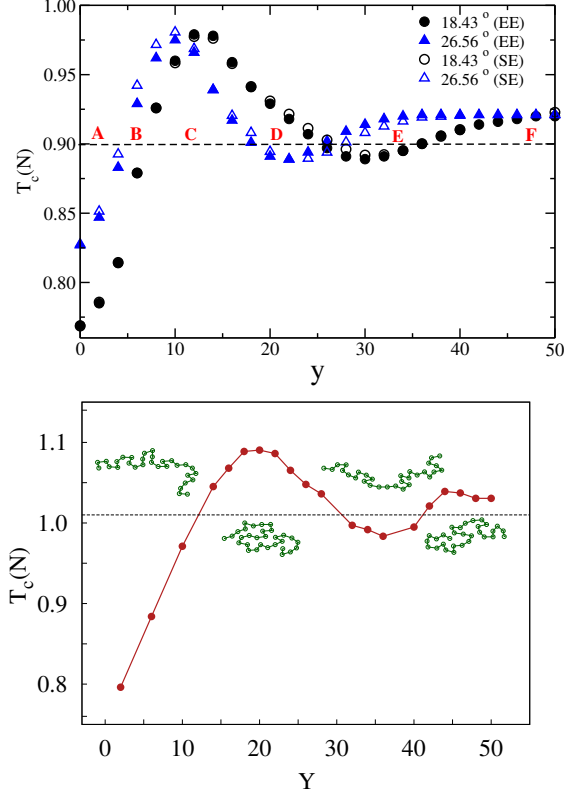 1.00
0.95
0.90
0.85
0.80
T_c(N)
18.43 ° (EE)
26.56 ° (EE)
18.43 ° (SE)
26.56 ° (SE)
A B C D E F
0 10 20 30 40 50
y
1.1
1.0
0.9
0.8
T_c(N)
0 10 20 30 40 50
Y